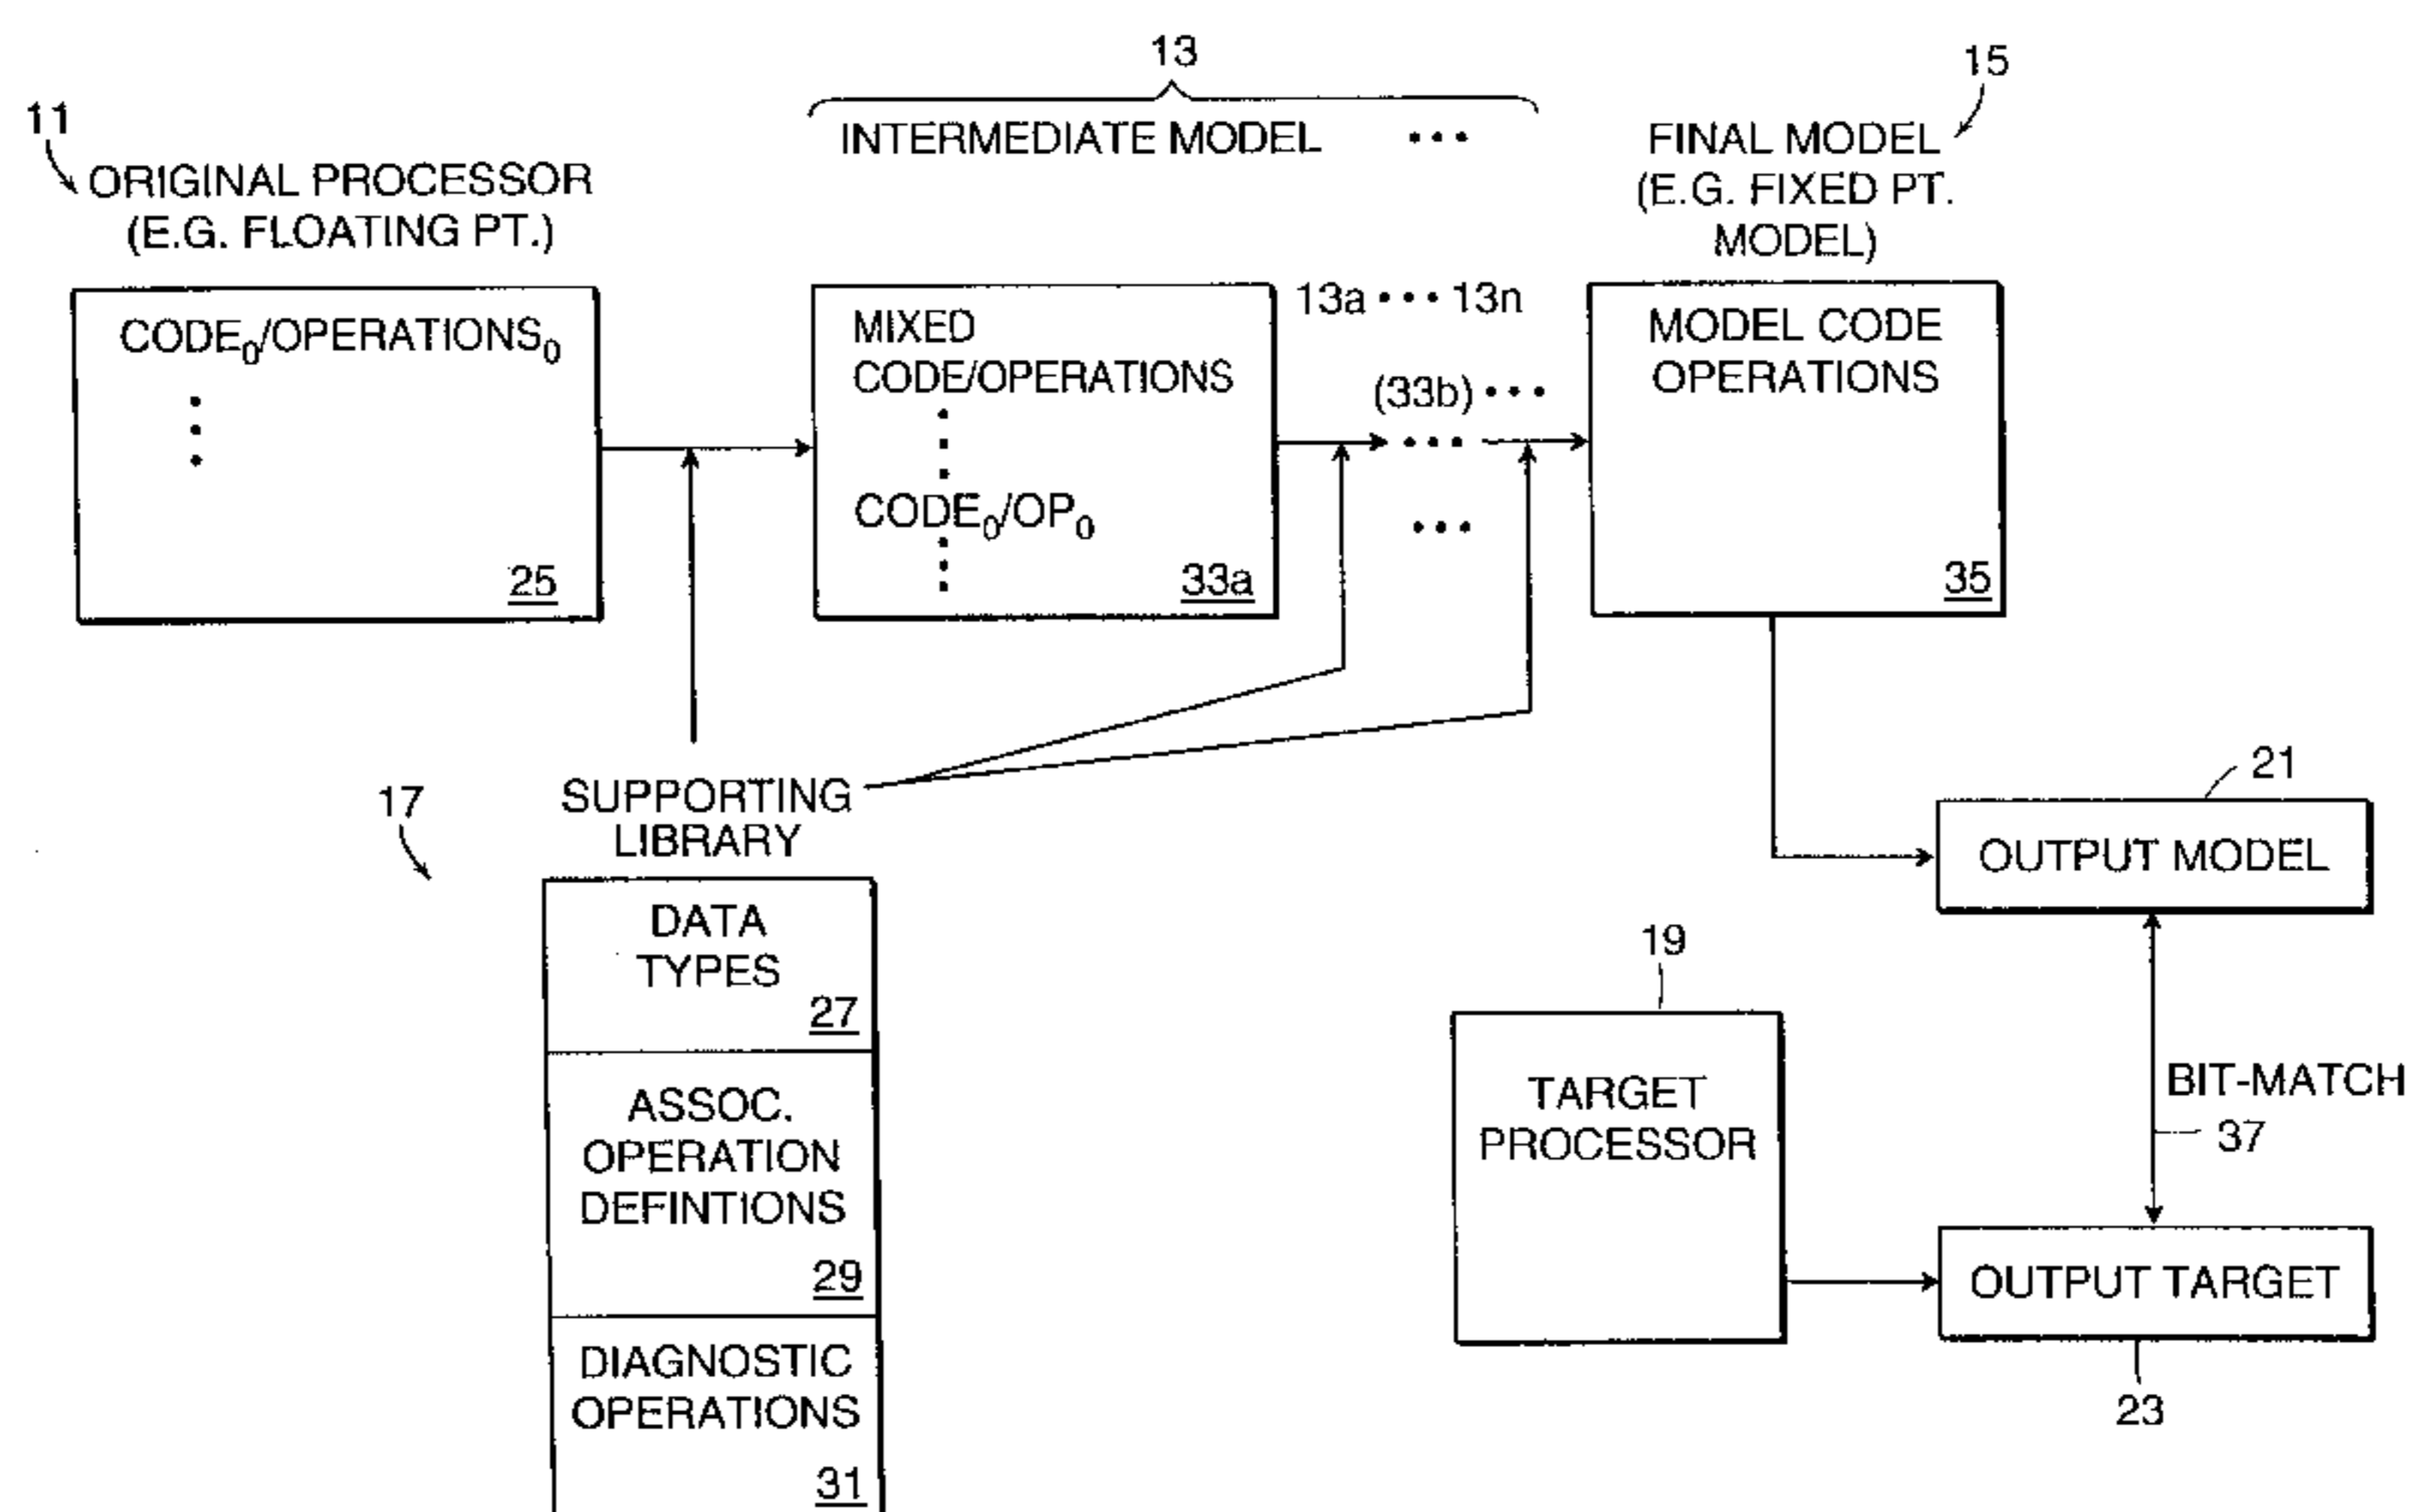 13
15
11
INTERMEDIATE MODEL •••
FINAL MODEL
(E.G. FIXED PT.
MODEL)
ORIGINAL PROCESSOR
(E.G. FLOATING PT.)
CODE₀/OPERATIONS₀
25
MIXED
CODE/OPERATIONS
CODE₀/OP₀
33a
13a ••• 13n
(33b) •••
•••
•••
MODEL CODE
OPERATIONS
35
17
SUPPORTING
LIBRARY
DATA
TYPES
27
ASSOC.
OPERATION
DEFINTIONS
29
DIAGNOSTIC
OPERATIONS
31
21
OUTPUT MODEL
19
TARGET
PROCESSOR
BIT-MATCH
37
OUTPUT TARGET
23